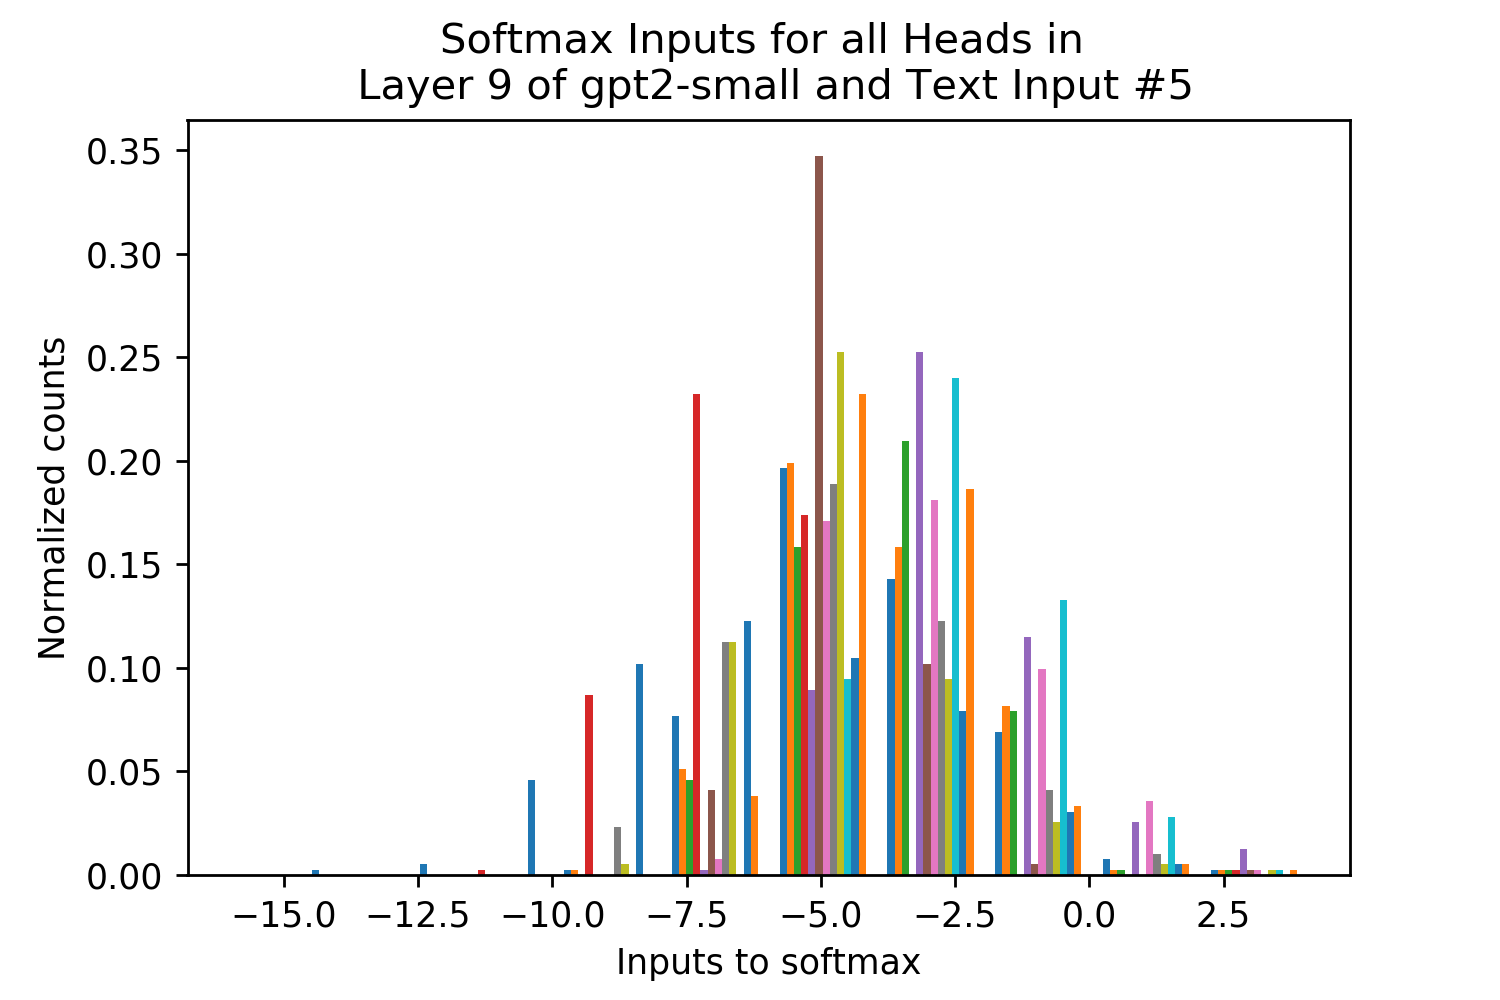 Softmax Inputs for all Heads in
Layer 9 of gpt2-small and Text Input #5
0.35
0.30
0.25
0.20
0.15
0.10
0.05
0.00
Normalized counts
−15.0 −12.5 −10.0 −7.5 −5.0 −2.5 0.0 2.5
Inputs to softmax